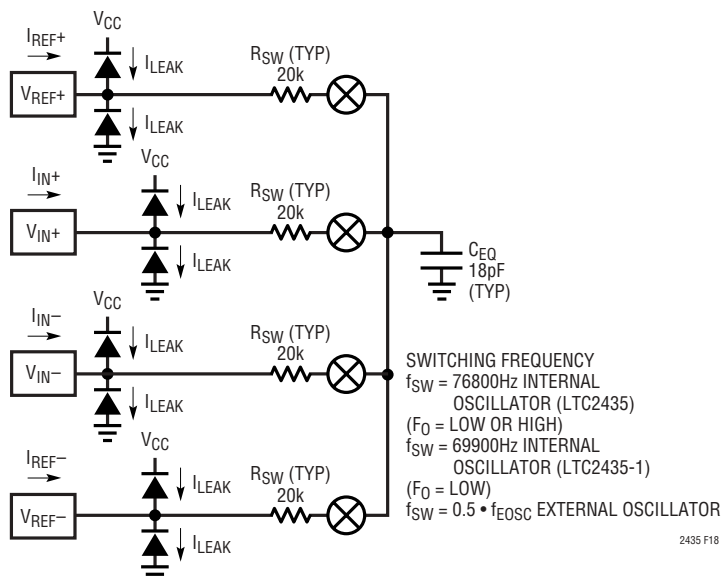 VCC
IREF+
ILEAK
RSW (TYP)
20k
VREF+
ILEAK
VCC
IIN+
ILEAK
RSW (TYP)
20k
VIN+
ILEAK
CEQ
18pF
(TYP)
VCC
IIN–
ILEAK
RSW (TYP)
20k
VIN–
ILEAK
SWITCHING FREQUENCY
fSW = 76800Hz INTERNAL
OSCILLATOR (LTC2435)
(FO = LOW OR HIGH)
fSW = 69900Hz INTERNAL
OSCILLATOR (LTC2435-1)
(FO = LOW)
fSW = 0.5 • fEOSC EXTERNAL OSCILLATOR
VCC
IREF–
ILEAK
RSW (TYP)
20k
VREF–
ILEAK
2435 F18